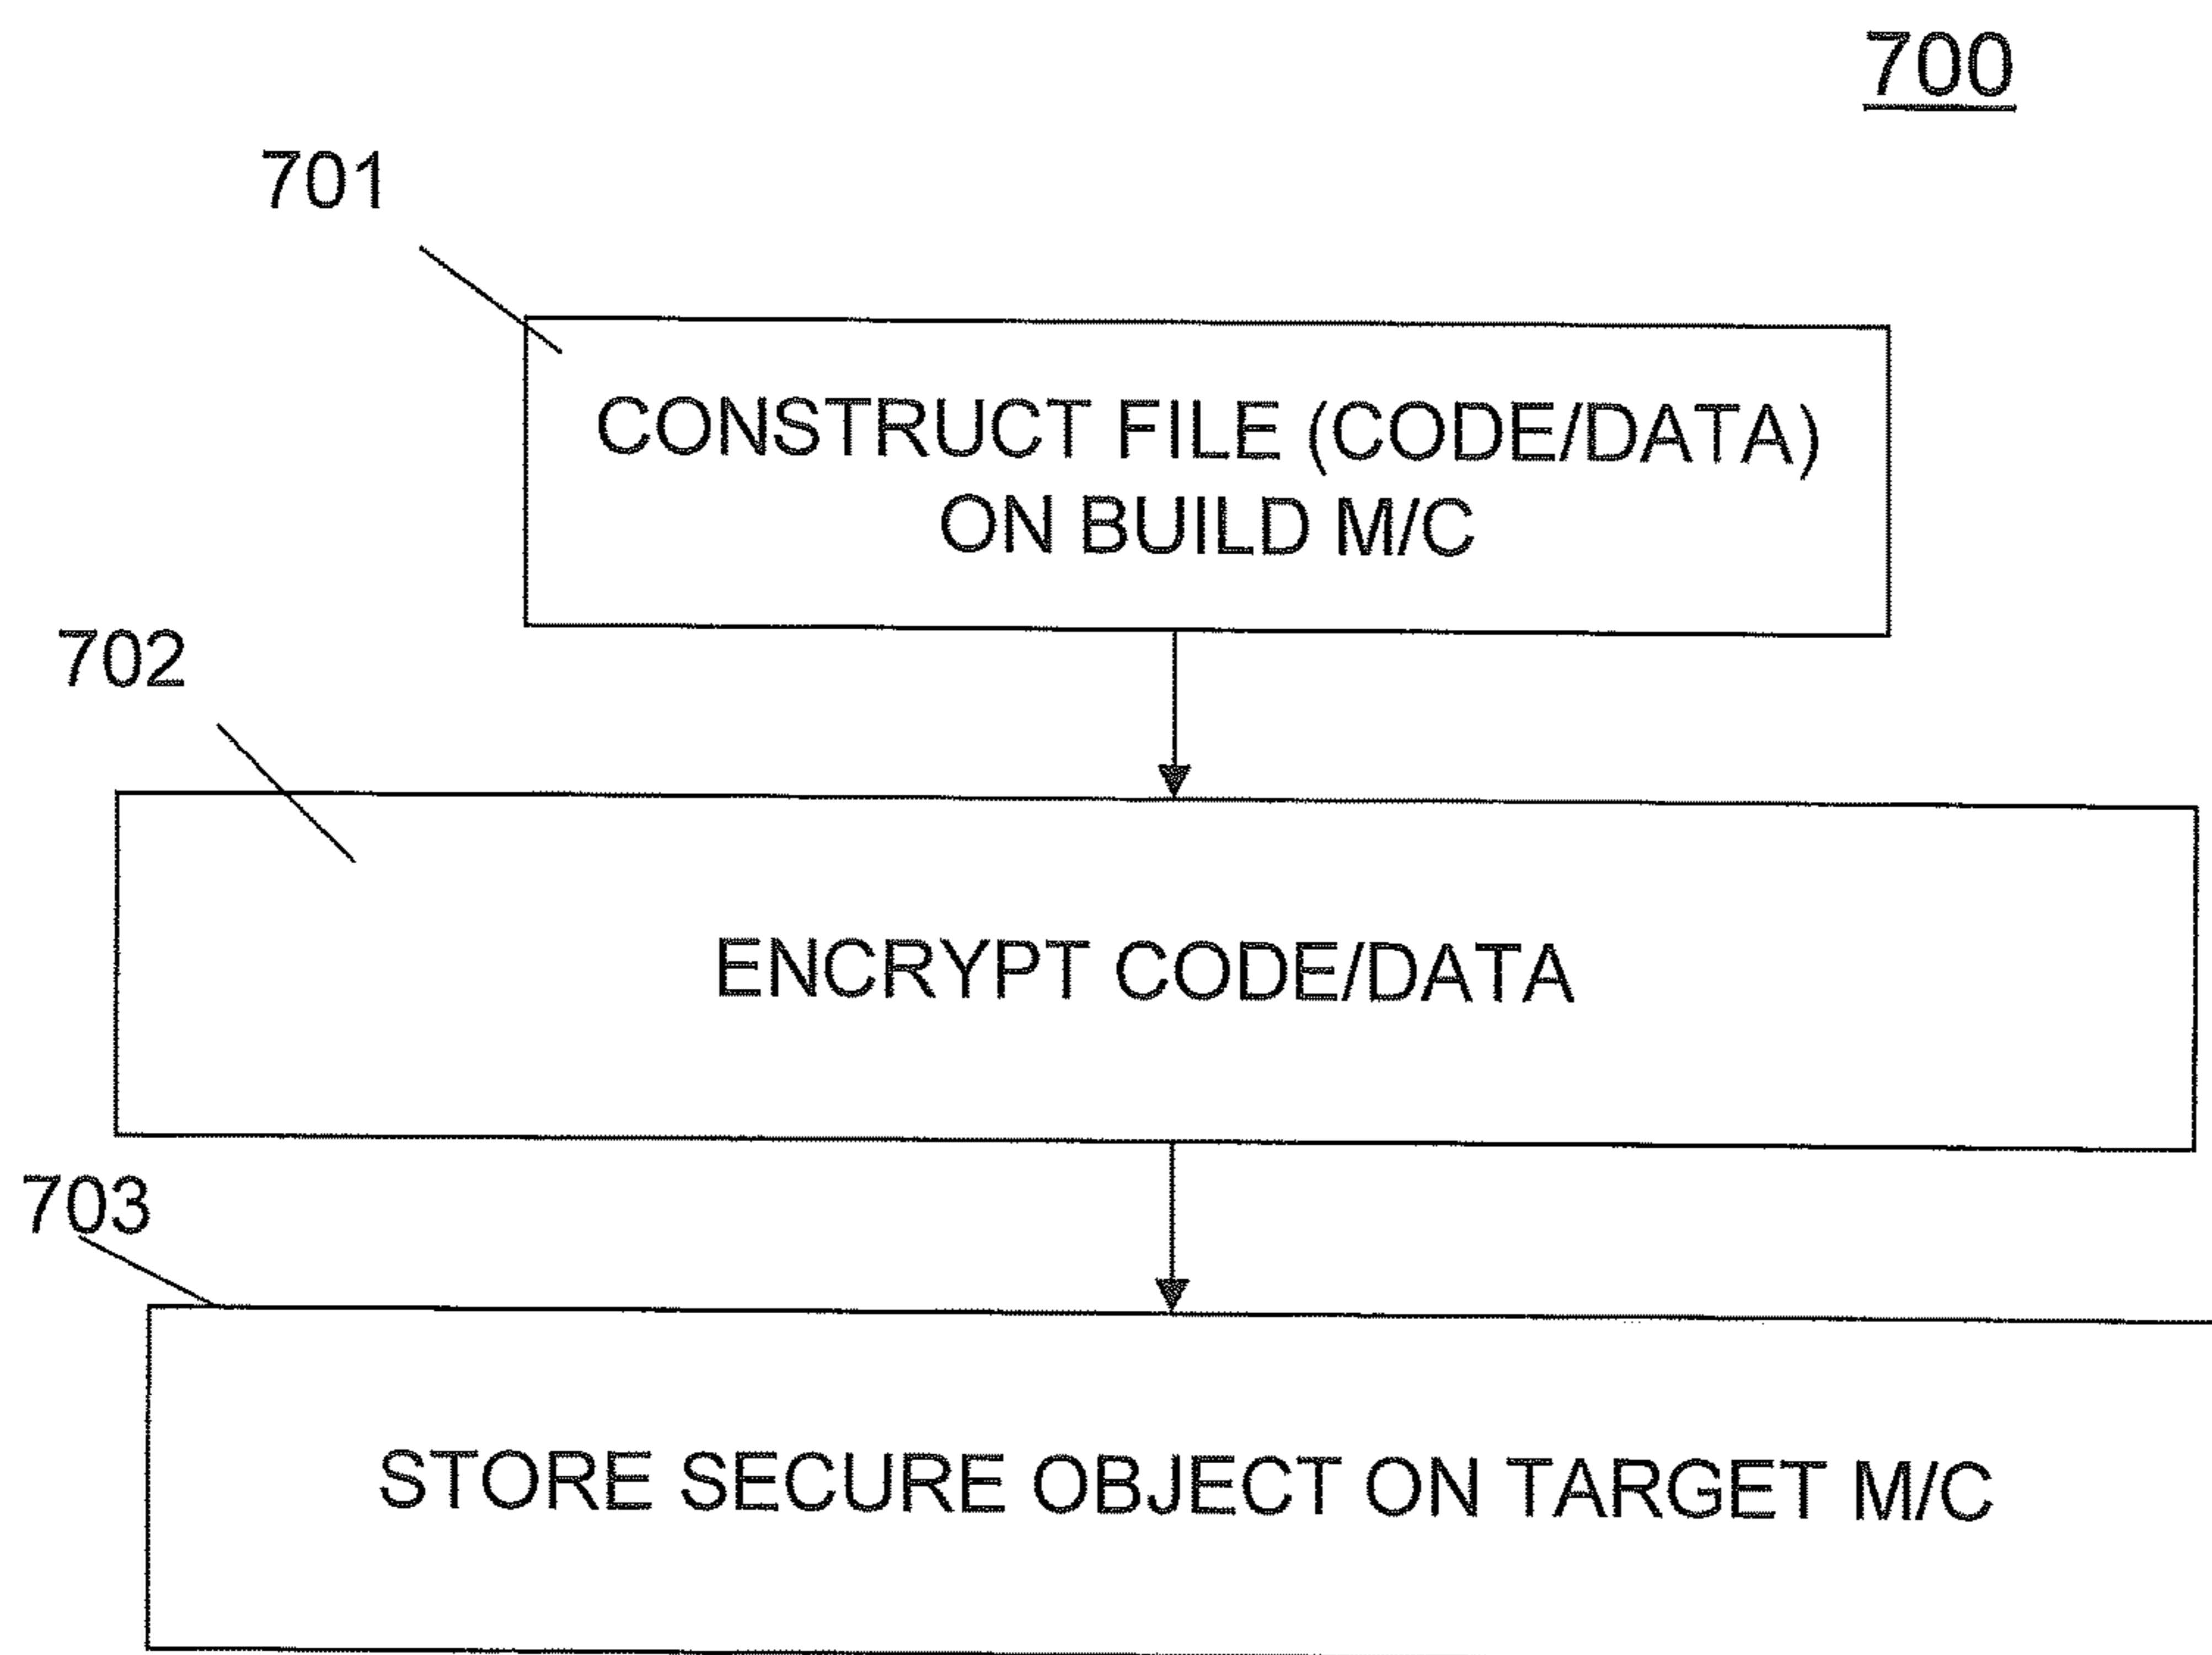 700
701
CONSTRUCT FILE (CODE/DATA)
ON BUILD M/C
702
ENCRYPT CODE/DATA
703
STORE SECURE OBJECT ON TARGET M/C